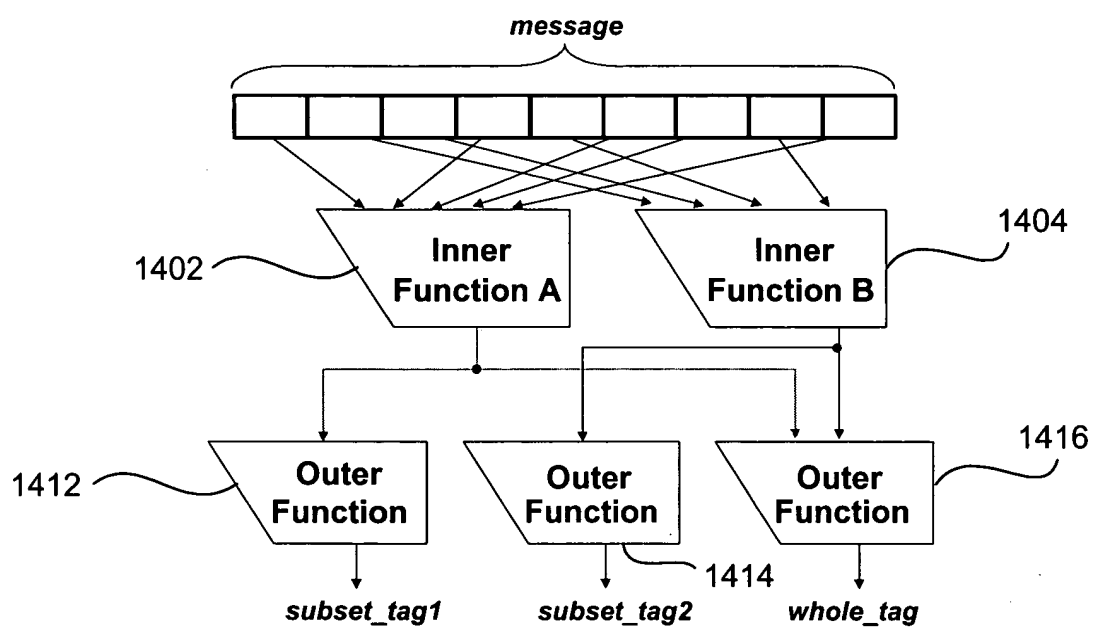 message
Inner
Function A
Inner
Function B
1402
1404
Outer
Function
Outer
Function
Outer
Function
1412
1414
1416
subset_tag1
subset_tag2
whole_tag